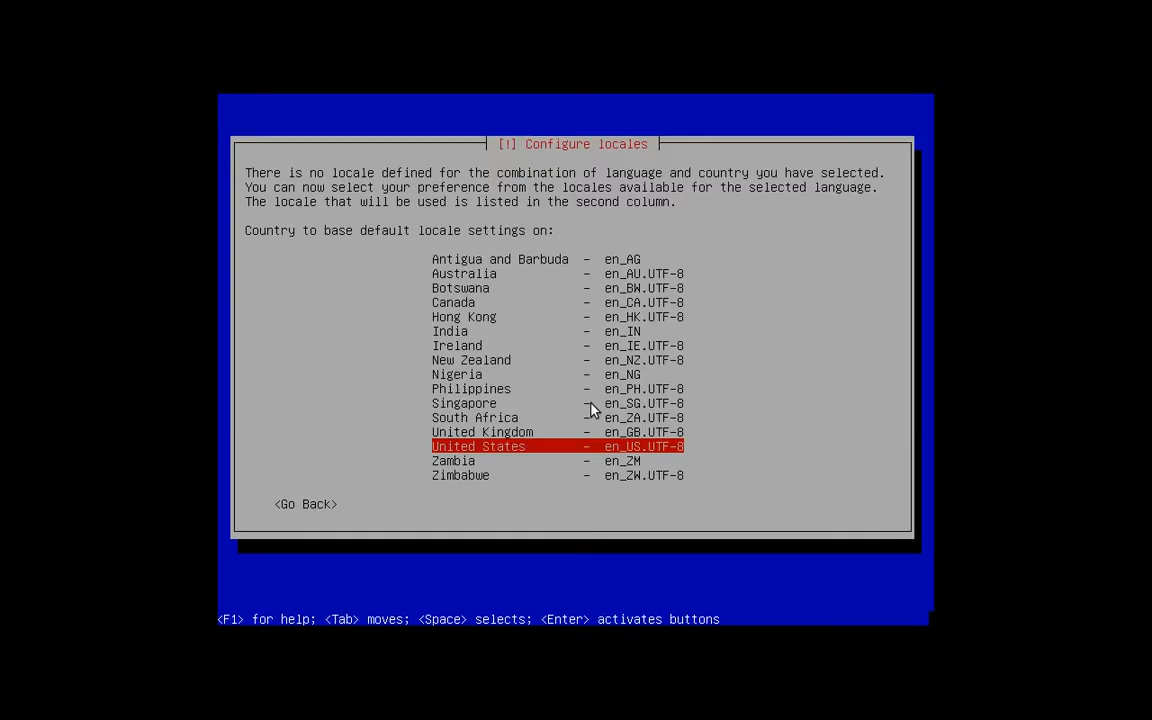 [!] Configure locales
There is no locale defined for the combination of language and country you have selected.
You can now select your preference from the locales available for the selected language.
The locale that will be used is listed in the second column.
Country to base default locale settings on:
Antigua and Barbuda - en_AG
Australia - en_AU.UTF-8
Botswana - en_BW.UTF-8
Canada - en_CA.UTF-8
Hong Kong - en_HK.UTF-8
India - en_IN
Ireland - en_IE.UTF-8
New Zealand - en_NZ.UTF-8
Nigeria - en_NG
Philippines - en_PH.UTF-8
Singapore - en_SG.UTF-8
South Africa - en_ZA.UTF-8
United Kingdom - en_GB.UTF-8
United States - en_US.UTF-8
Zambia - en_ZM
Zimbabwe - en_ZW.UTF-8
<Go Back>
<F1> for help; <Tab> moves; <Space> selects; <Enter> activates buttons